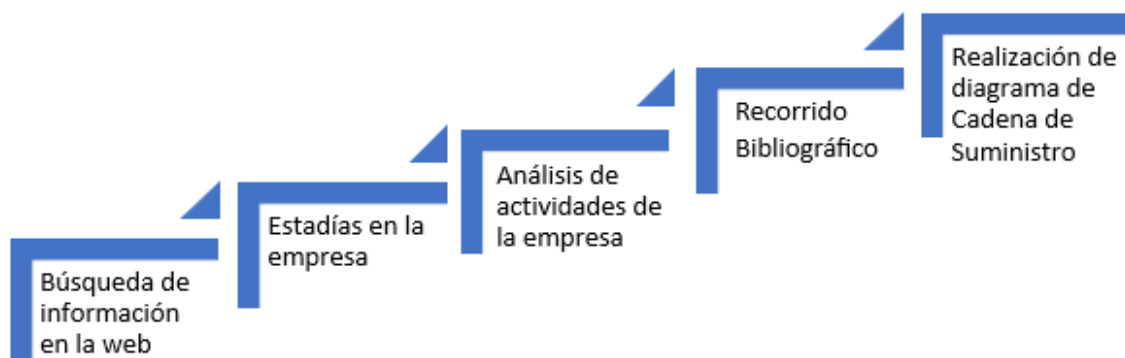 Búsqueda de
información
en la web
Estadías en la
empresa
Análisis de
actividades de
la empresa
Recorrido
Bibliográfico
Realización de
diagrama de
Cadena de
Suministro